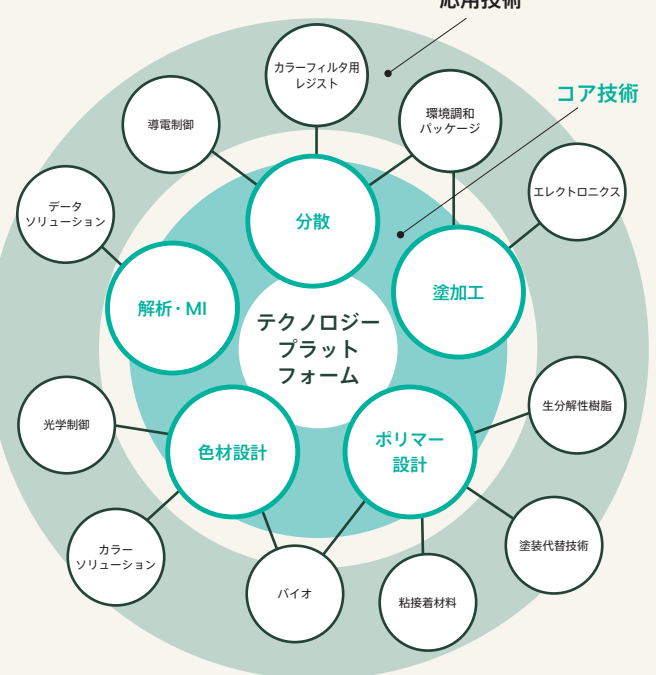 応用技術
カラーフィルタ用
レジスト
コア技術
環境調和
パッケージ
導電制御
エレクトロニクス
データ
ソリューション
分散
塗加工
解析・MI
テクノロジー
プラット
フォーム
生分解性樹脂
光学制御
色材設計
ポリマー
設計
カラー
ソリューション
塗装代替技術
バイオ
粘接着材料